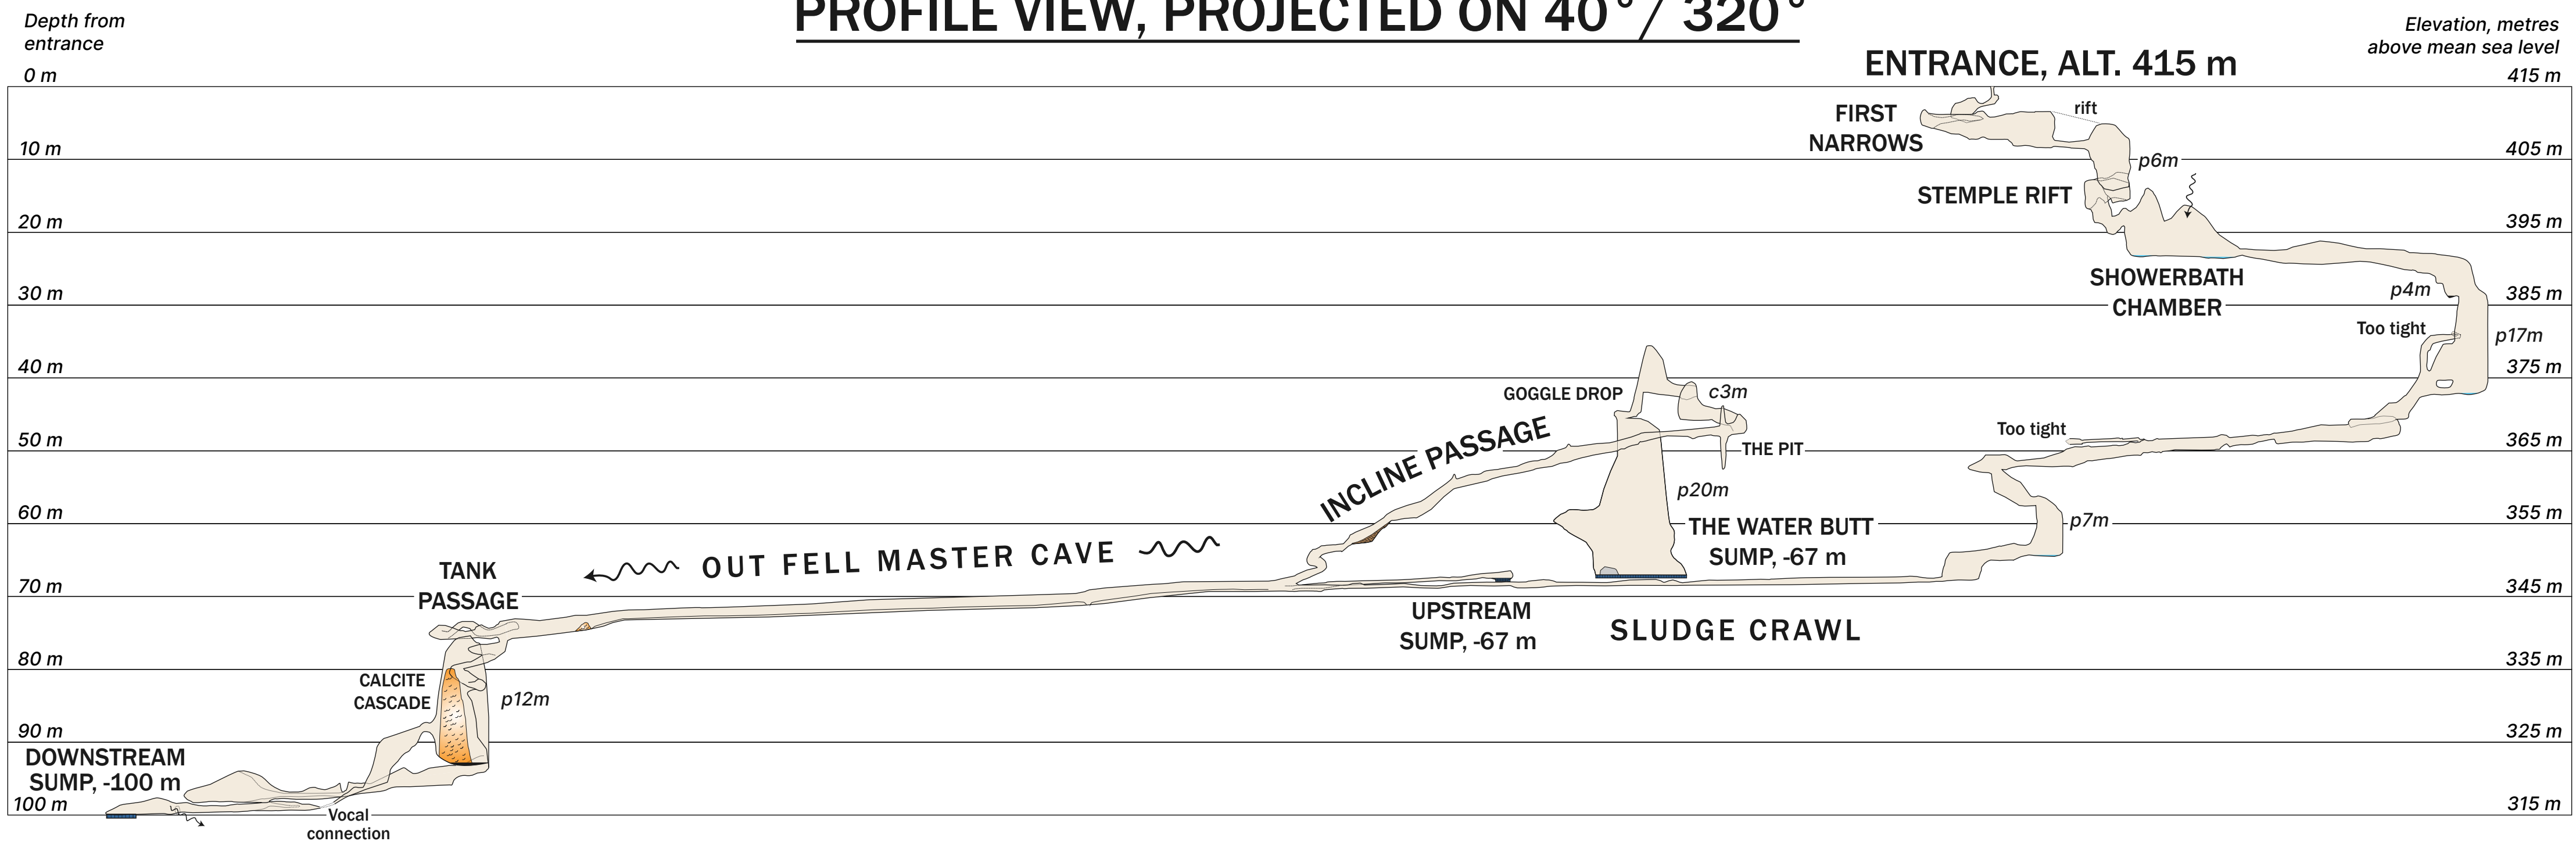 PROFILE VIEW, PROJECTED ON 40°/ 320°
Depth from
entrance
Elevation, metres
above mean sea level
ENTRANCE, ALT. 415 m
0 m
415 m
FIRST
NARROWS
rift
10 m
405 m
p6m
STEMPLE RIFT
20 m
395 m
SHOWERBATH
CHAMBER
30 m
p4m
385 m
Too tight
p17m
40 m
375 m
GOGGLE DROP
c3m
INCLINE PASSAGE
50 m
Too tight
365 m
THE PIT
p20m
60 m
THE WATER BUTT
SUMP, -67 m
p7m
355 m
OUT FELL MASTER CAVE
TANK
PASSAGE
70 m
345 m
UPSTREAM
SUMP, -67 m
SLUDGE CRAWL
80 m
335 m
CALCITE
CASCADE
p12m
90 m
325 m
DOWNSTREAM
SUMP, -100 m
100 m
315 m
Vocal
connection